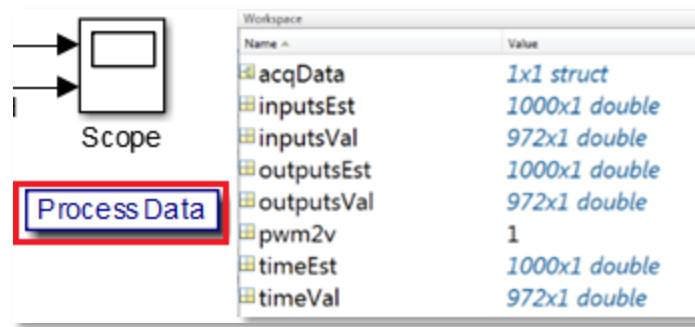 Scope
Process Data
Workspace
Name Value
acqData 1x1 struct
inputsEst 1000x1 double
inputsVal 972x1 double
outputsEst 1000x1 double
outputsVal 972x1 double
pwm2v 1
timeEst 1000x1 double
timeVal 972x1 double